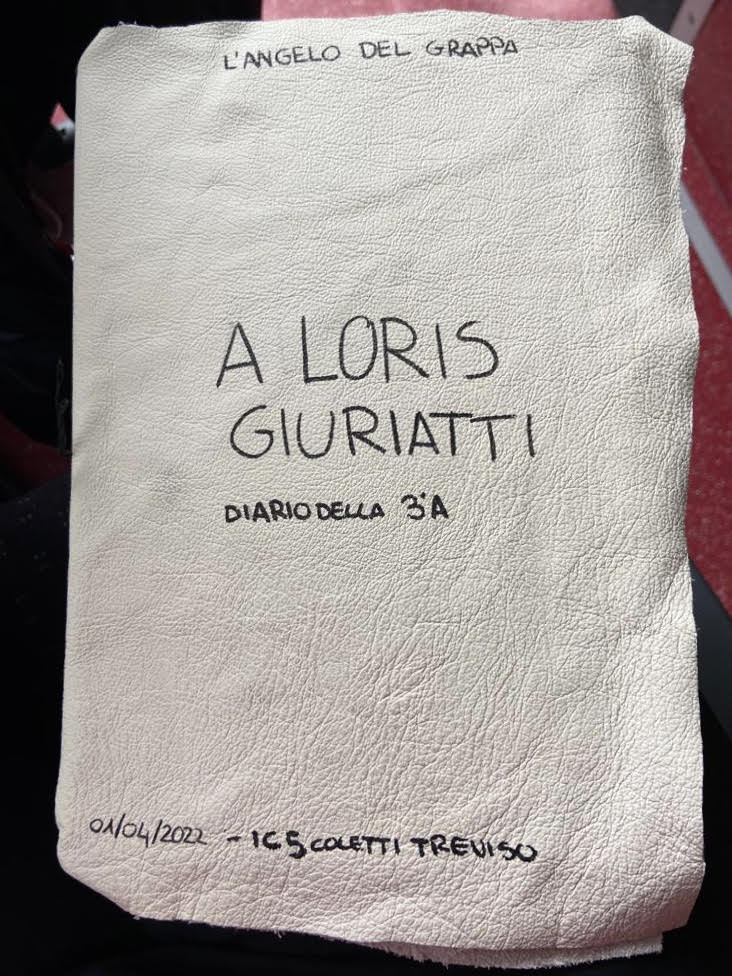 L'ANGELO DEL GRAPPA
A LORIS
GIURIATTI
DIARIO DELLA 3°A
01/04/2022 - IC 5 COLETTI TREVISO